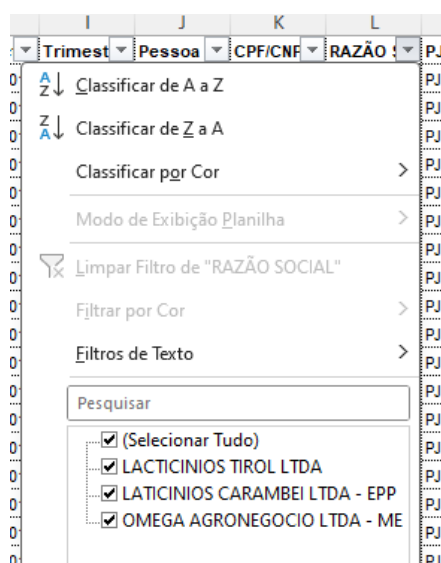 I J K L
Trimest Pessoa CPF/CNF RAZÃO PJ
Classificar de A a Z
Classificar de Z a A
Classificar por Cor
Modo de Exibição Planilha
Limpar Filtro de "RAZÃO SOCIAL"
Filtrar por Cor
Filtros de Texto
Pesquisar
(Selecionar Tudo)
LACTICINIOS TIROL LTDA
LATICINIOS CARAMBEI LTDA - EPP
OMEGA AGRONEGOCIO LTDA - ME